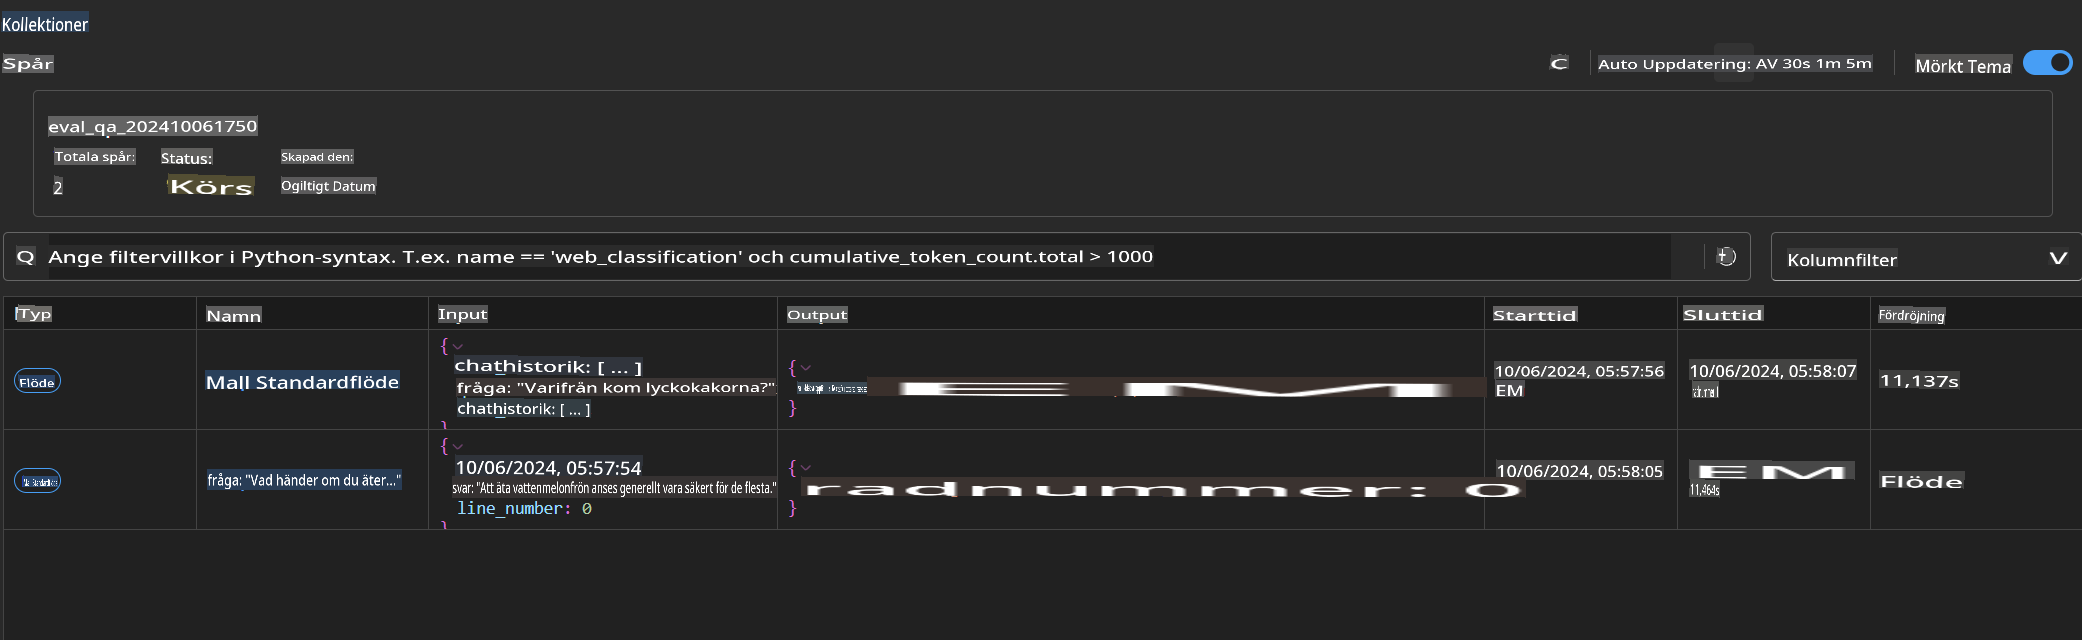 Kollektioner
Spår
Auto Uppdatering: AV 30s 1m 5m
Mörkt Tema
eval_qa_202410061750
Totala spår: Status: Skapad den:
2 Körs Ogiltigt Datum
Ange filtervillkor i Python-syntax. T.ex. name == 'web_classification' och cumulative_token_count.total > 1000
Kolumnfilter
Typ Namn Input Output Starttid Sluttid Fördröjning
{
chathistorik: [ ... ]
fråga: "Varifrån kom lyckokakorna?"
chathistorik: [ ... ]
}
Flöde
Mall Standardflöde
{
EM
}
10/06/2024, 05:57:56
EM
10/06/2024, 05:58:07
11,137s
{
10/06/2024, 05:57:54
svar: "Att äta vattenmelonfrön anses generellt vara säkert för de flesta."
line_number: 0
}
fråga: "Vad händer om du äter..."
{
radnummer: 0
}
10/06/2024, 05:58:05
EM
11,464s
Flöde